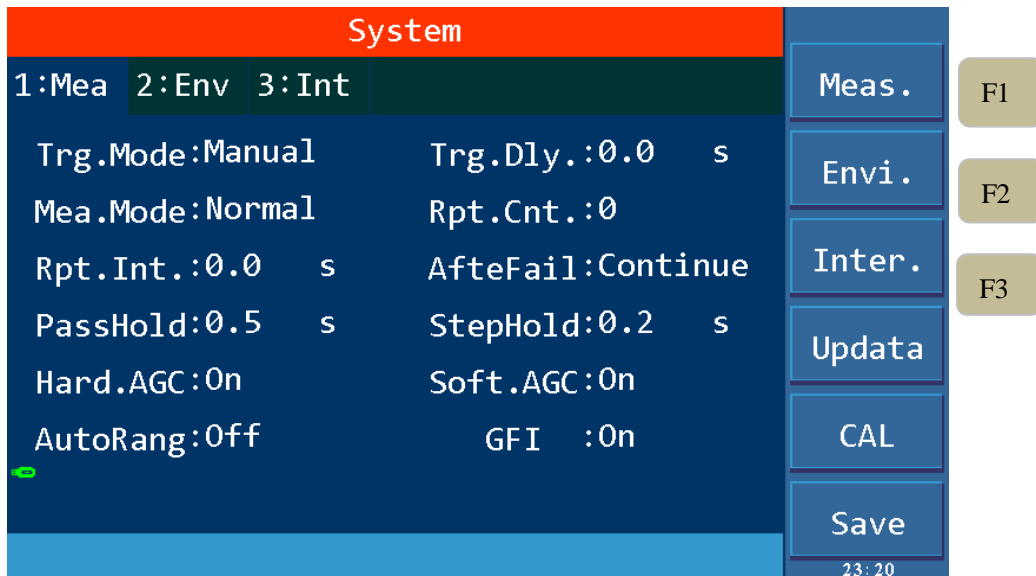 System
1:Mea 2:Env 3:Int
Trg.Mode:Manual Trg.Dly.:0.0 s
Mea.Mode:Normal Rpt.Cnt.:0
Rpt.Int.:0.0 s AfteFail:Continue
PassHold:0.5 s StepHold:0.2 s
Hard.AGC:On Soft.AGC:On
AutoRang:Off GFI :On
Meas.
Envi.
Inter.
Updata
CAL
Save
23:20
F1
F2
F3